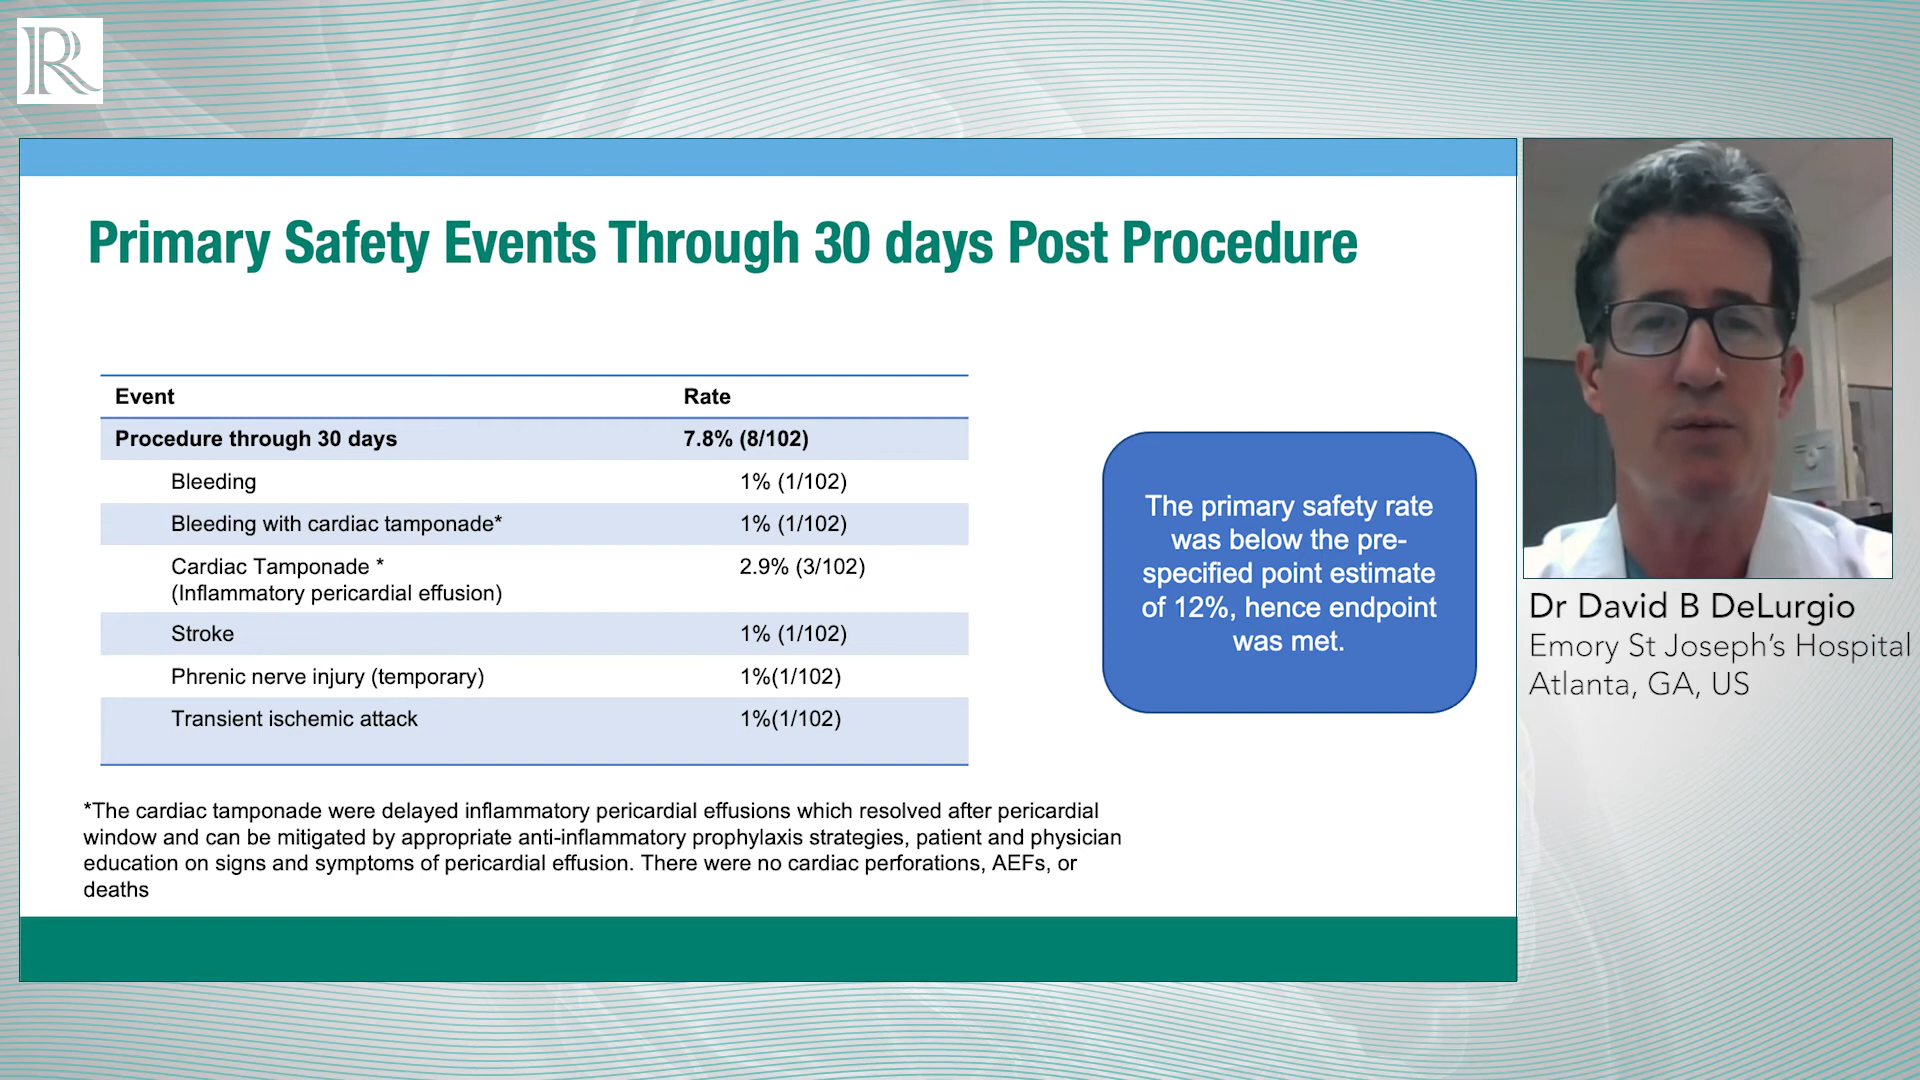 R
Primary Safety Events Through 30 days Post Procedure
Event Rate
Procedure through 30 days 7.8% (8/102)
Bleeding 1% (1/102)
Bleeding with cardiac tamponade* 1% (1/102)
Cardiac Tamponade * 2.9% (3/102)
(Inflammatory pericardial effusion)
Stroke 1% (1/102)
Phrenic nerve injury (temporary) 1%(1/102)
Transient ischemic attack 1%(1/102)
*The cardiac tamponade were delayed inflammatory pericardial effusions which resolved after pericardial
window and can be mitigated by appropriate anti-inflammatory prophylaxis strategies, patient and physician
education on signs and symptoms of pericardial effusion. There were no cardiac perforations, AEFs, or
deaths
The primary safety rate
was below the pre-
specified point estimate
of 12%, hence endpoint
was met.
Dr David B DeLurgio
Emory St Joseph's Hospital
Atlanta, GA, US